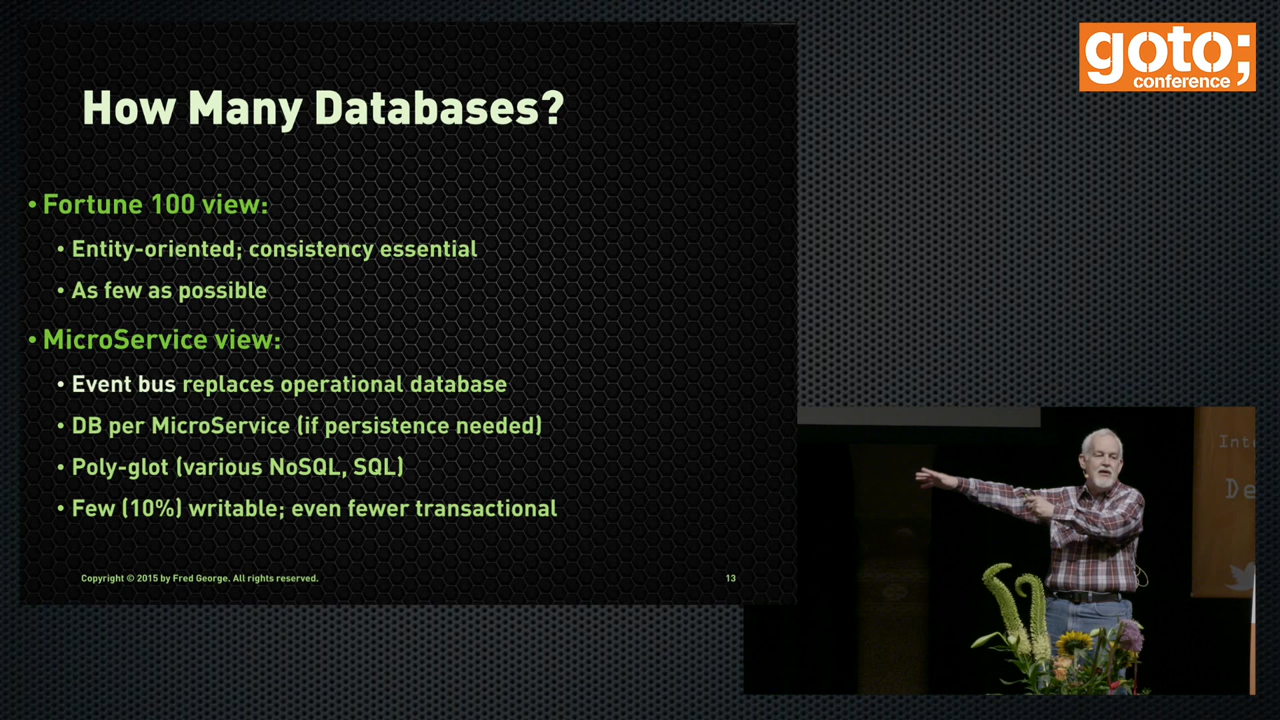 goto;
conference
How Many Databases?
• Fortune 100 view:
• Entity-oriented; consistency essential
• As few as possible
• MicroService view:
• Event bus replaces operational database
• DB per MicroService (if persistence needed)
• Poly-glot (various NoSQL, SQL)
• Few (10%) writable; even fewer transactional
Copyright © 2015 by Fred George. All rights reserved.
13
Inte
De